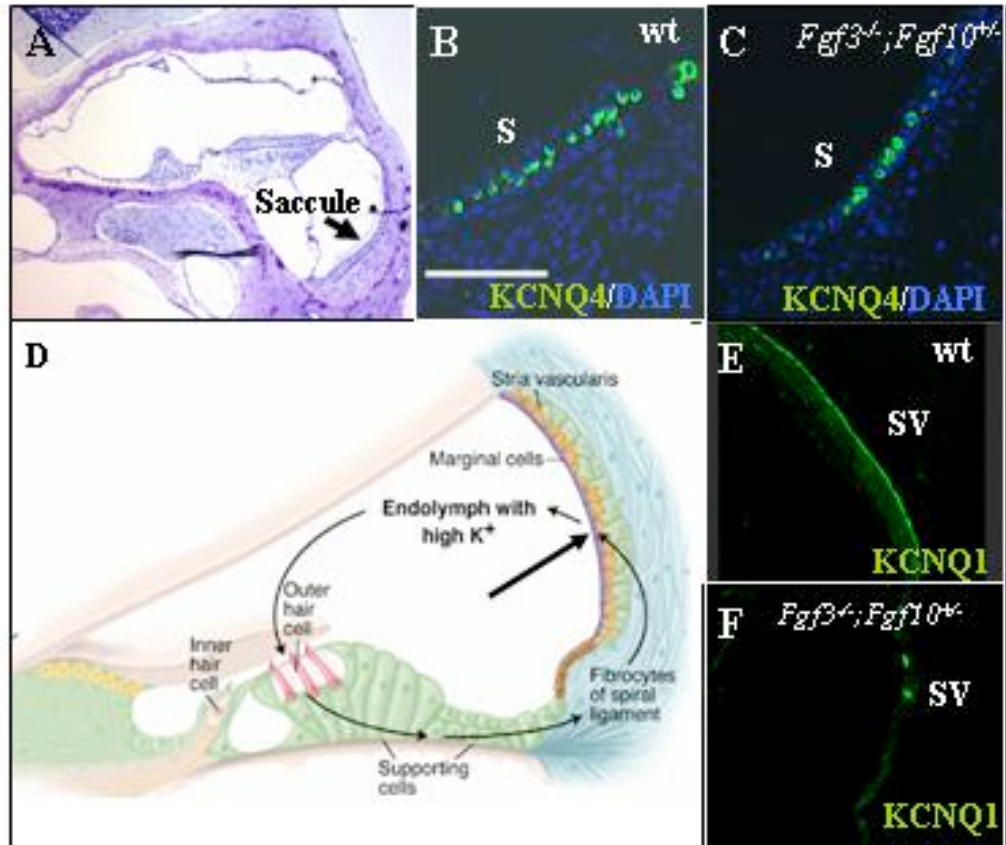 A
Saccule
B
wt
S
KCNQ4/DAPI
C
Fgf3-/-;Fgf10+/-
S
KCNQ4/DAPI
D
Stria vascularis
Marginal cells
Endolymph with
high K+
Outer
hair
cell
Inner
hair
cell
Fibrocytes
of spiral
ligament
Supporting
cells
E
wt
SV
KCNQ1
F
Fgf3-/-;Fgf10+/-
SV
KCNQ1